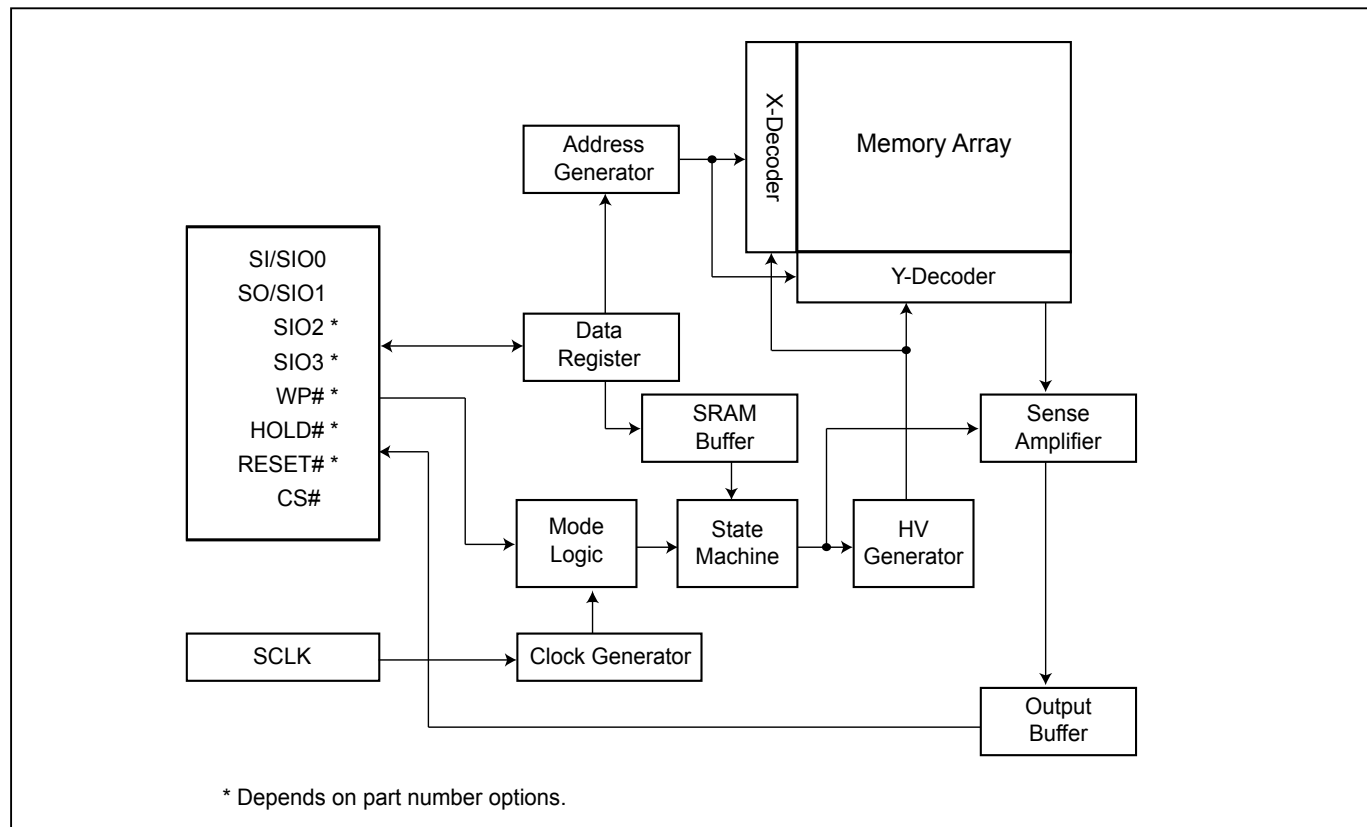 X-Decoder
Memory Array
Address
Generator
Y-Decoder
SI/SIO0
SO/SIO1
SIO2 *
SIO3 *
WP# *
HOLD# *
RESET# *
CS#
Data
Register
SRAM
Buffer
Sense
Amplifier
Mode
Logic
State
Machine
HV
Generator
SCLK
Clock Generator
Output
Buffer
* Depends on part number options.